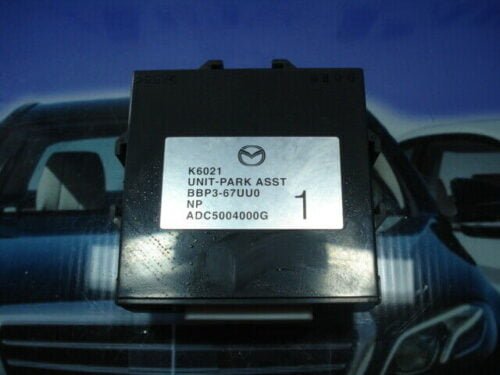 K6021
UNIT-PARK ASST
BBP3-67UU0
NP
ADC5004000G
1